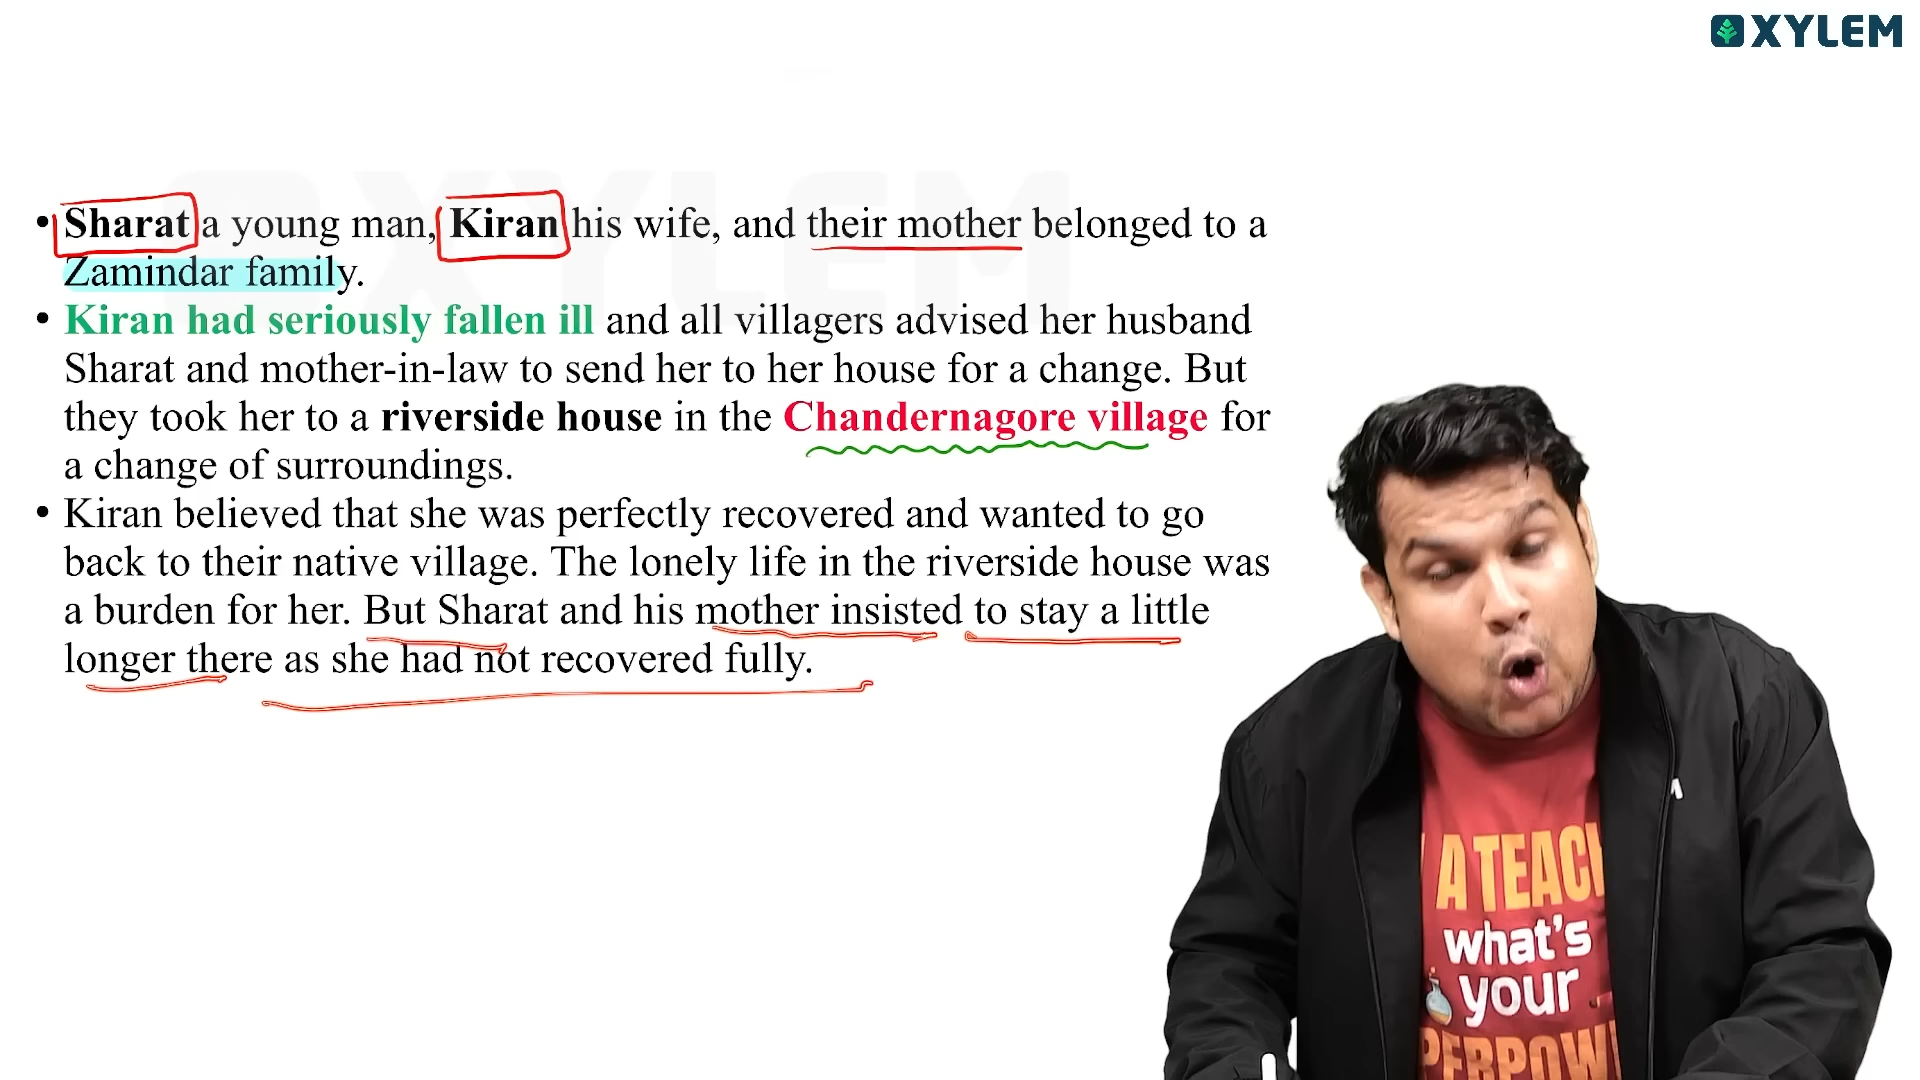 XYLEM
• Sharat a young man, Kiran his wife, and their mother belonged to a
Zamindar family.
• Kiran had seriously fallen ill and all villagers advised her husband
Sharat and mother-in-law to send her to her house for a change. But
they took her to a riverside house in the Chandernagore village for
a change of surroundings.
• Kiran believed that she was perfectly recovered and wanted to go
back to their native village. The lonely life in the riverside house was
a burden for her. But Sharat and his mother insisted to stay a little
longer there as she had not recovered fully.
A TEACH
what's
your
PERPOW